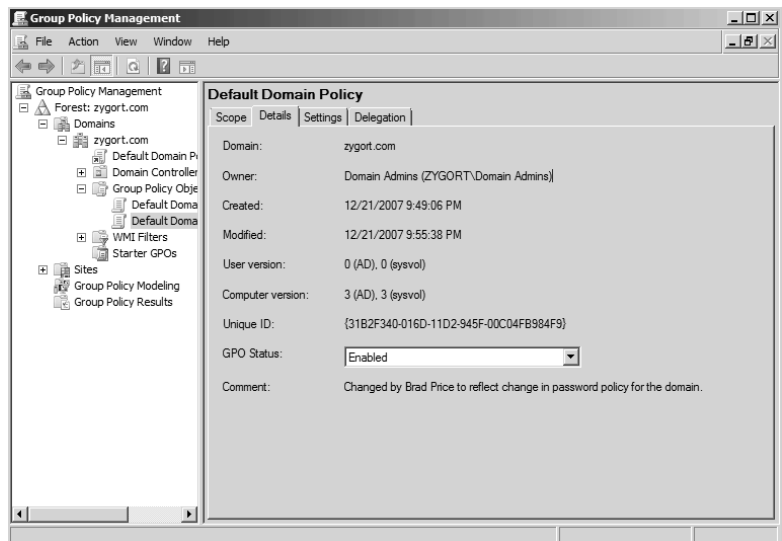 Group Policy Management
File Action View Window Help
Group Policy Management
Forest: zygort.com
Domains
zygort.com
Default Domain P
Domain Controller
Group Policy Obje
Default Doma
Default Doma
WMI Filters
Starter GPOs
Sites
Group Policy Modeling
Group Policy Results
Default Domain Policy
Scope Details Settings Delegation
Domain: zygort.com
Owner: Domain Admins (ZYGORT\Domain Admins)
Created: 12/21/2007 9:49:06 PM
Modified: 12/21/2007 9:55:38 PM
User version: 0 (AD), 0 (sysvol)
Computer version: 3 (AD), 3 (sysvol)
Unique ID: {31B2F340-016D-11D2-945F-00C04FB984F9}
GPO Status: Enabled
Comment: Changed by Brad Price to reflect change in password policy for the domain.